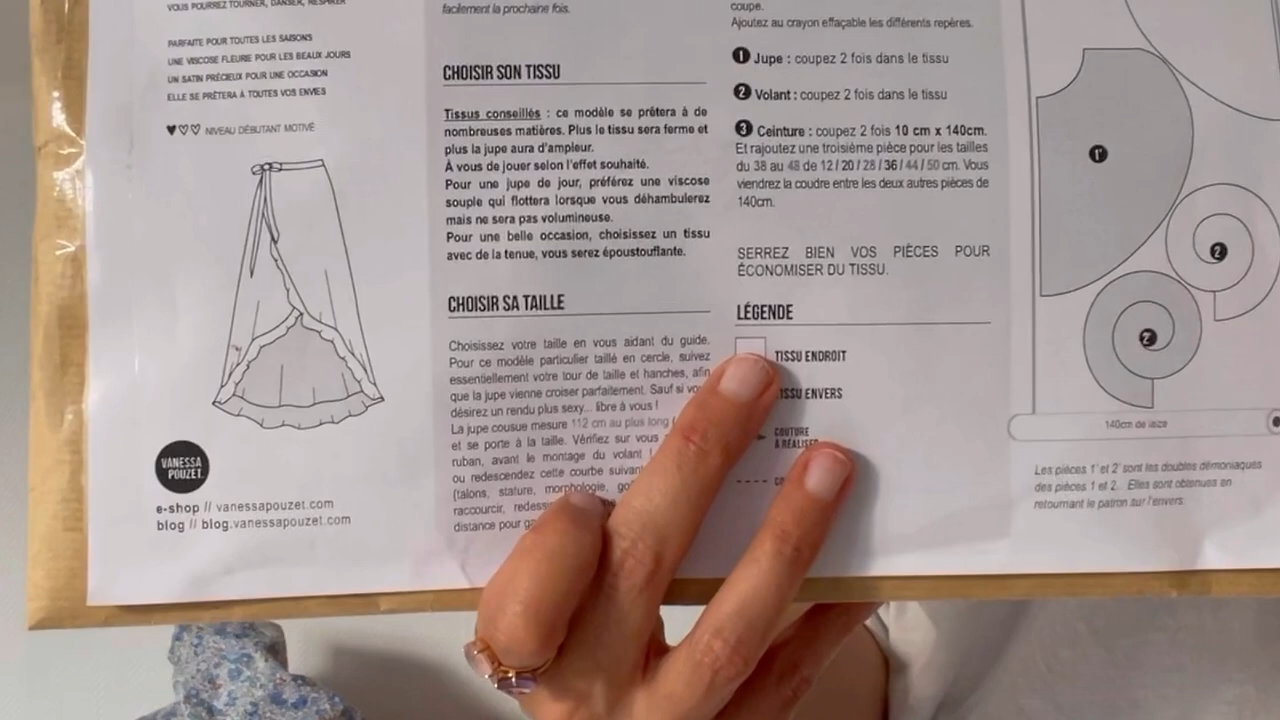 VOUS POURREZ TOURNER, DANSER, RESPIRER
PARFAITE POUR TOUTES LES SAISONS
UNE VISCOSE FLEURIE POUR LES BEAUX JOURS
UN SATIN PRÉCIEUX POUR UNE OCCASION
ELLE SE PRÊTERA À TOUTES VOS ENVIES
NIVEAU DÉBUTANT MOTIVÉ
VANESSA
POUZET.
e-shop // vanessapouzet.com
blog // blog.vanessapouzet.com
facilement la prochaine fois.
CHOISIR SON TISSU
Tissus conseillés : ce modèle se prêtera à de
nombreuses matières. Plus le tissu sera ferme et
plus la jupe aura d'ampleur.
À vous de jouer selon l'effet souhaité.
Pour une jupe de jour, préférez une viscose
souple qui flottera lorsque vous déhambulerez
mais ne sera pas volumineuse.
Pour une belle occasion, choisissez un tissu
avec de la tenue, vous serez époustouflante.
CHOISIR SA TAILLE
Choisissez votre taille en vous aidant du guide.
Pour ce modèle particulier taillé en cercle, suivez
essentiellement votre tour de taille et hanches, afin
que la jupe vienne croiser parfaitement. Sauf si
désirez un rendu plus sexy... libre à vous !
La jupe cousue mesure 112 cm au plus long
et se porte à la taille. Vérifiez sur vous
ruban, avant le montage du volant !
ou redescendez cette courbe suivant
(talons, stature, morphologie,
raccourcir,
distance pour
coupe.
Ajoutez au crayon effaçable les différents repères.
1 Jupe : coupez 2 fois dans le tissu
2 Volant : coupez 2 fois dans le tissu
3 Ceinture : coupez 2 fois 10 cm x 140cm.
Et rajoutez une troisième pièce pour les tailles
du 38 au 48 de 12 / 20 / 28 / 36 / 44 / 50 cm. Vous
viendrez la coudre entre les deux autres pièces de
140cm.
SERREZ BIEN VOS PIÈCES POUR
ÉCONOMISER DU TISSU.
LÉGENDE
TISSU ENDROIT
TISSU ENVERS
COUTURE
À RÉALISER
1'
2
2'
140cm de laize
Les pièces 1' et 2' sont les doubles démoniaques
des pièces 1 et 2. Elles sont obtenues en
retournant le patron sur l'envers.